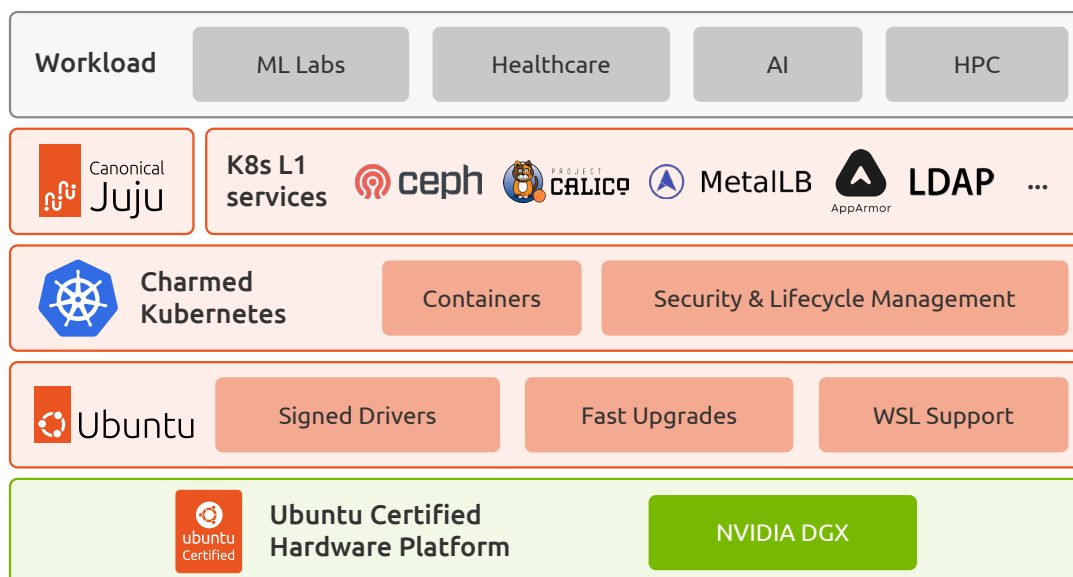 Workload
ML Labs
Healthcare
AI
HPC
Canonical
Juju
K8s L1
services
ceph
PROJECT
CALICO
MetalLB
AppArmor
LDAP
...
Charmed
Kubernetes
Containers
Security & Lifecycle Management
Ubuntu
Signed Drivers
Fast Upgrades
WSL Support
ubuntu
Certified
Ubuntu Certified
Hardware Platform
NVIDIA DGX